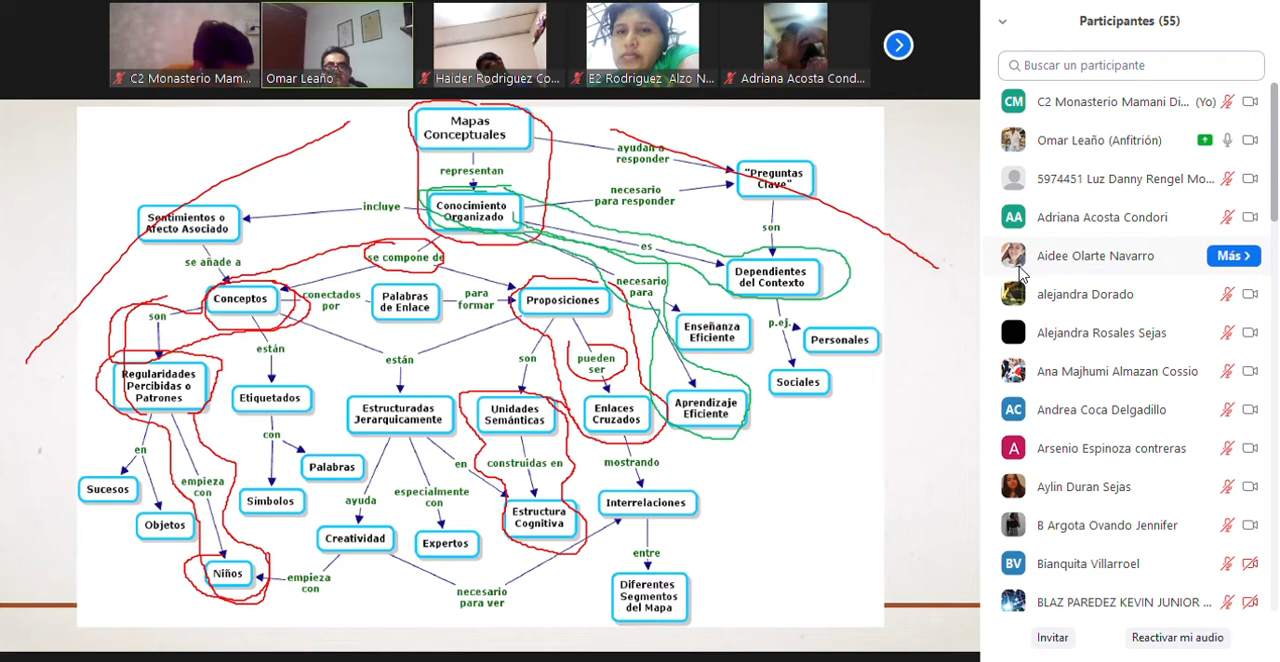 C2 Monasterio Mam...
Omar Leaño
Haider Rodriguez Co...
E2 Rodriguez Alzo N...
Adriana Acosta Cond...
Mapas
Conceptuales
ayudan a
responder
representan
"Preguntas
Clave"
necesario
para responder
Conocimiento
Organizado
incluye
Sentimientos o
Afecto Asociado
son
es
se compone de
se añade a
Dependientes
del Contexto
necesario
para
Conceptos
conectados
por
Palabras
de Enlace
para
formar
Proposiciones
son
p.ej.
Enseñanza
Eficiente
Personales
están
están
son
pueden
ser
Regularidades
Percibidas o
Patrones
Sociales
Etiquetados
Estructuradas
Jerarquicamente
Unidades
Semánticas
Enlaces
Cruzados
Aprendizaje
Eficiente
con
en
Palabras
en
construidas en
mostrando
Sucesos
empieza
con
Símbolos
ayuda
especialmente
con
Interrelaciones
Objetos
Estructura
Cognitiva
Creatividad
Expertos
entre
Niños
empieza
con
necesario
para ver
Diferentes
Segmentos
del Mapa
Participantes (55)
Buscar un participante
CM C2 Monasterio Mamani Di... (Yo)
Omar Leaño (Anfitrión)
5974451 Luz Danny Rengel Mo...
AA Adriana Acosta Condori
Aidee Olarte Navarro Más >
alejandra Dorado
Alejandra Rosales Sejas
Ana Majhumi Almazan Cossio
AC Andrea Coca Delgadillo
A Arsenio Espinoza contreras
Aylin Duran Sejas
B Argota Ovando Jennifer
BV Bianquita Villarroel
BLAZ PAREDEZ KEVIN JUNIOR ...
Invitar Reactivar mi audio